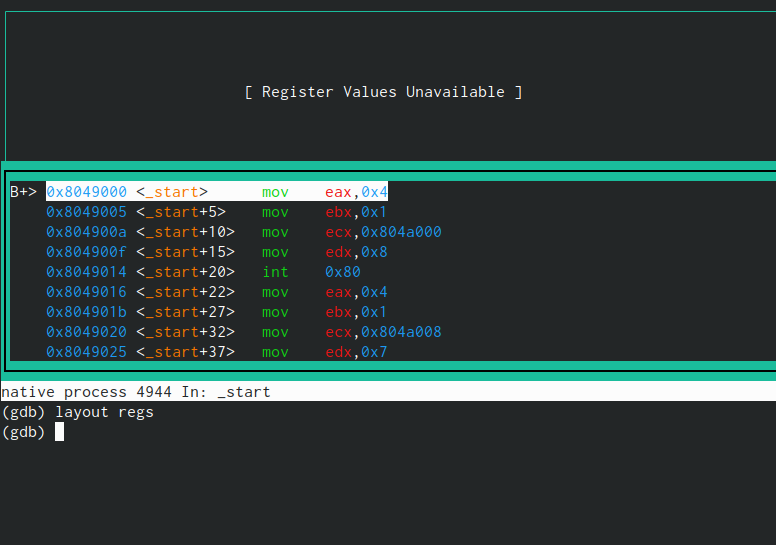 [ Register Values Unavailable ]
B+> 0x8049000 <_start> mov eax,0x4
0x8049005 <_start+5> mov ebx,0x1
0x804900a <_start+10> mov ecx,0x804a000
0x804900f <_start+15> mov edx,0x8
0x8049014 <_start+20> int 0x80
0x8049016 <_start+22> mov eax,0x4
0x804901b <_start+27> mov ebx,0x1
0x8049020 <_start+32> mov ecx,0x804a008
0x8049025 <_start+37> mov edx,0x7
native process 4944 In: _start
(gdb) layout regs
(gdb)